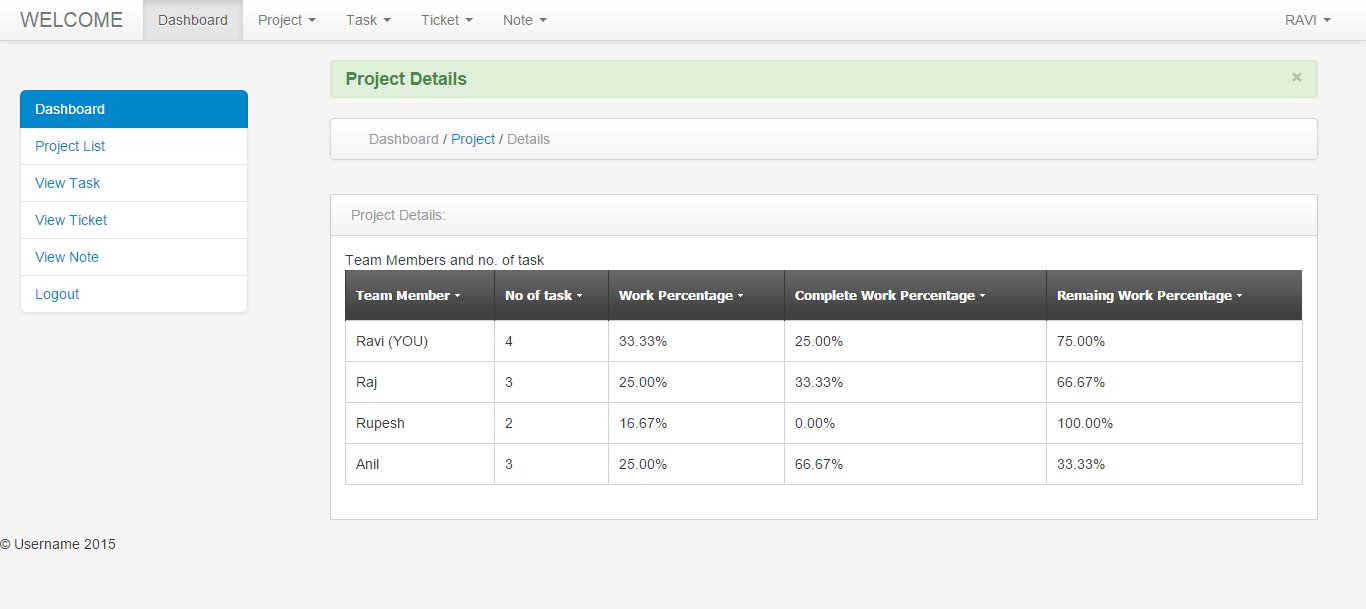 WELCOME Dashboard Project Task Ticket Note RAVI
Project Details ×
Dashboard
Project List
View Task
View Ticket
View Note
Logout
Dashboard / Project / Details
Project Details:
Team Members and no. of task
Team Member No of task Work Percentage Complete Work Percentage Remaing Work Percentage
Ravi (YOU) 4 33.33% 25.00% 75.00%
Raj 3 25.00% 33.33% 66.67%
Rupesh 2 16.67% 0.00% 100.00%
Anil 3 25.00% 66.67% 33.33%
© Username 2015